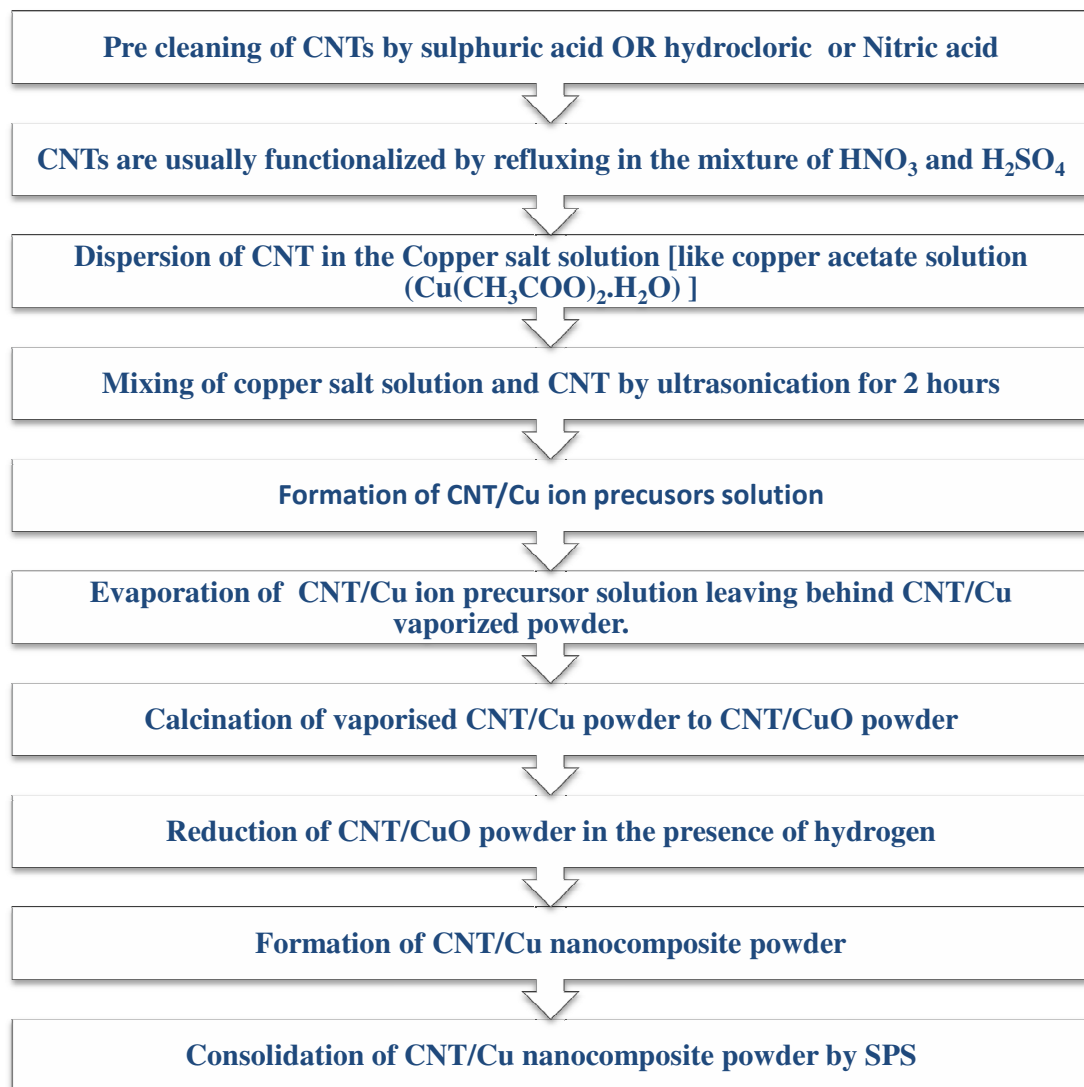 Pre cleaning of CNTs by sulphuric acid OR hydrocloric or Nitric acid
CNTs are usually functionalized by refluxing in the mixture of HNO₃ and H₂SO₄
Dispersion of CNT in the Copper salt solution [like copper acetate solution
(Cu(CH₃COO)₂.H₂O) ]
Mixing of copper salt solution and CNT by ultrasonication for 2 hours
Formation of CNT/Cu ion precusors solution
Evaporation of CNT/Cu ion precursor solution leaving behind CNT/Cu
vaporized powder.
Calcination of vaporised CNT/Cu powder to CNT/CuO powder
Reduction of CNT/CuO powder in the presence of hydrogen
Formation of CNT/Cu nanocomposite powder
Consolidation of CNT/Cu nanocomposite powder by SPS